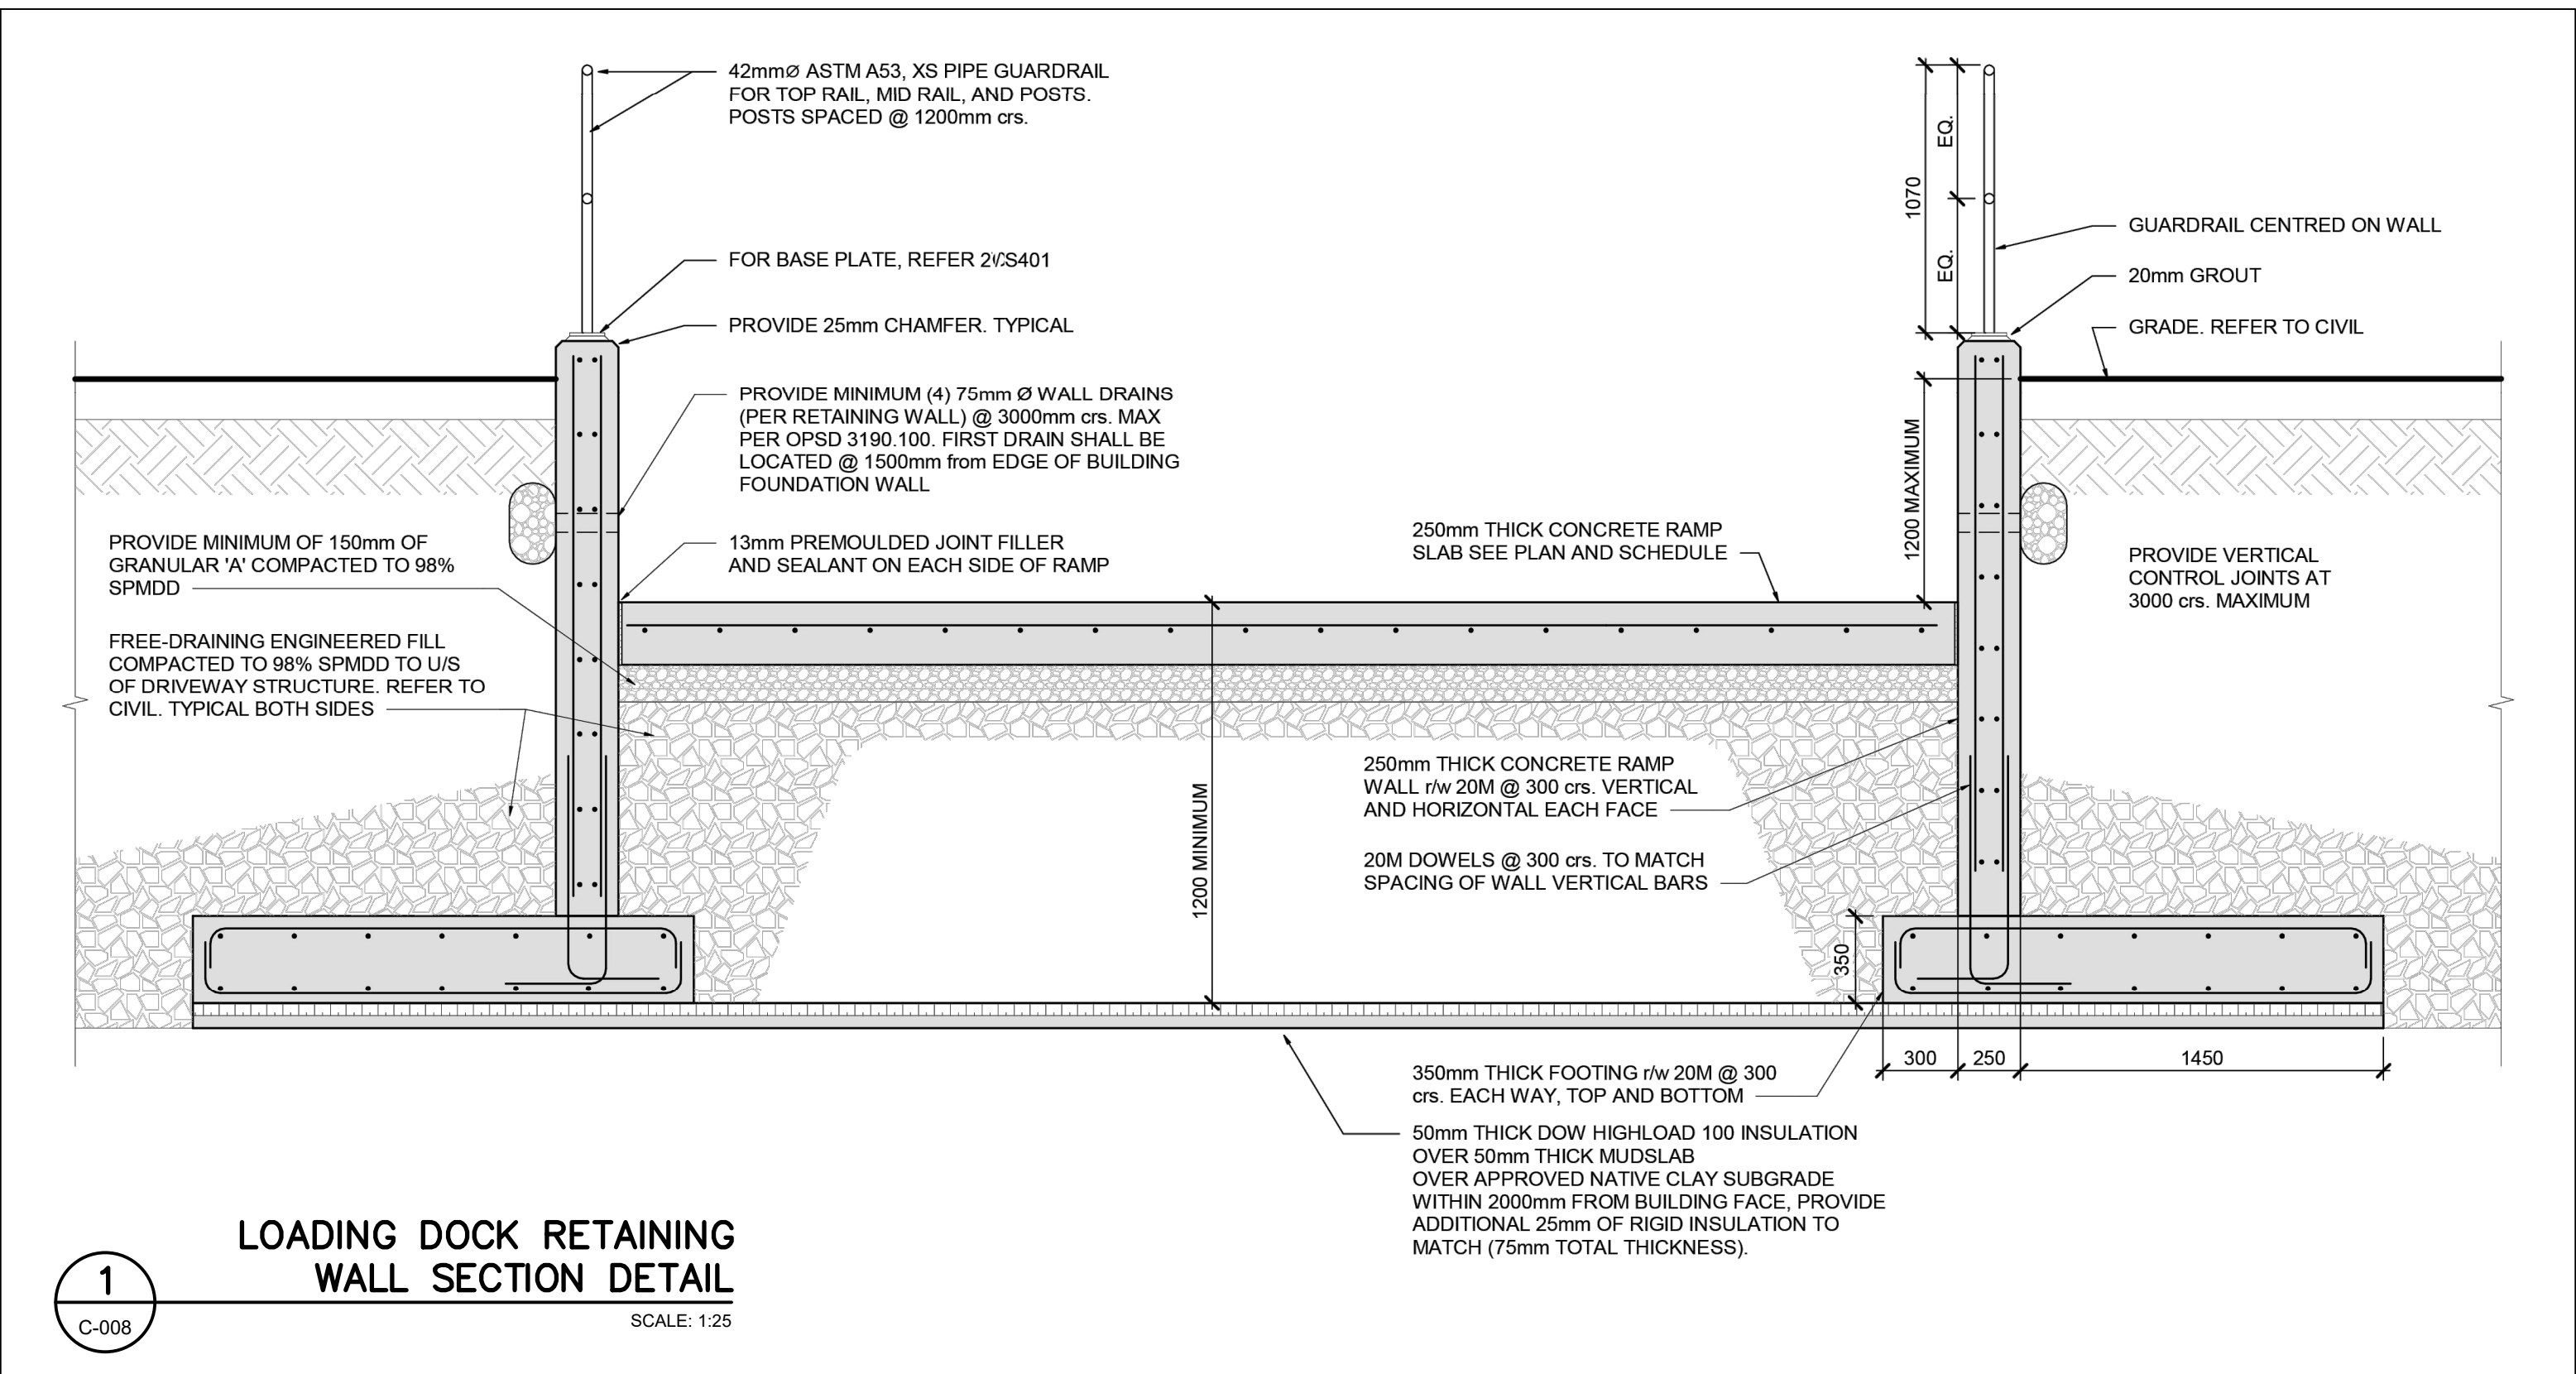 42mmØ ASTM A53, XS PIPE GUARDRAIL
FOR TOP RAIL, MID RAIL, AND POSTS.
POSTS SPACED @ 1200mm crs.
FOR BASE PLATE, REFER
PROVIDE 25mm CHAMFER. TYPICAL
PROVIDE MINIMUM (4) 75mm Ø WALL DRAINS
(PER RETAINING WALL) @ 3000mm crs. MAX
PER OPSD 3190.100. FIRST DRAIN SHALL BE
LOCATED @ 1500mm from EDGE OF BUILDING
FOUNDATION WALL
13mm PREMOULDED JOINT FILLER
AND SEALANT ON EACH SIDE OF RAMP
PROVIDE MINIMUM OF 150mm OF
GRANULAR 'A' COMPACTED TO 98%
SPMDD
FREE-DRAINING ENGINEERED FILL
COMPACTED TO 98% SPMDD TO U/S
OF DRIVEWAY STRUCTURE. REFER TO
CIVIL. TYPICAL BOTH SIDES
250mm THICK CONCRETE RAMP
SLAB SEE PLAN AND SCHEDULE
1070
EQ.
EQ.
1200 MAXIMUM
GUARDRAIL CENTRED ON WALL
20mm GROUT
GRADE. REFER TO CIVIL
PROVIDE VERTICAL
CONTROL JOINTS AT
3000 crs. MAXIMUM
1200 MINIMUM
250mm THICK CONCRETE RAMP
WALL r/w 20M @ 300 crs. VERTICAL
AND HORIZONTAL EACH FACE
20M DOWELS @ 300 crs. TO MATCH
SPACING OF WALL VERTICAL BARS
350
300
250
1450
350mm THICK FOOTING r/w 20M @ 300
crs. EACH WAY, TOP AND BOTTOM
50mm THICK DOW HIGHLOAD 100 INSULATION
OVER 50mm THICK MUDSLAB
OVER APPROVED NATIVE CLAY SUBGRADE
WITHIN 2000mm FROM BUILDING FACE, PROVIDE
ADDITIONAL 25mm OF RIGID INSULATION TO
MATCH (75mm TOTAL THICKNESS).
LOADING DOCK RETAINING
WALL SECTION DETAIL
1
C-008
SCALE: 1:25